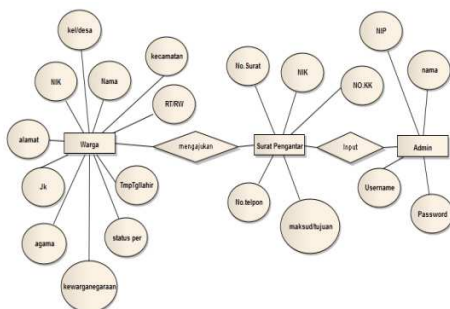 kel/desa
kecamatan
NIK
Nama
RT/RW
alamat
Warga
mengajukan
Jk
TmpTgllahir
agama
status per
kewarganegaraan
No.Surat
NIK
NO.KK
Surat Pengantar
No.telpon
maksud/tujuan
Input
NIP
nama
Admin
Username
Password